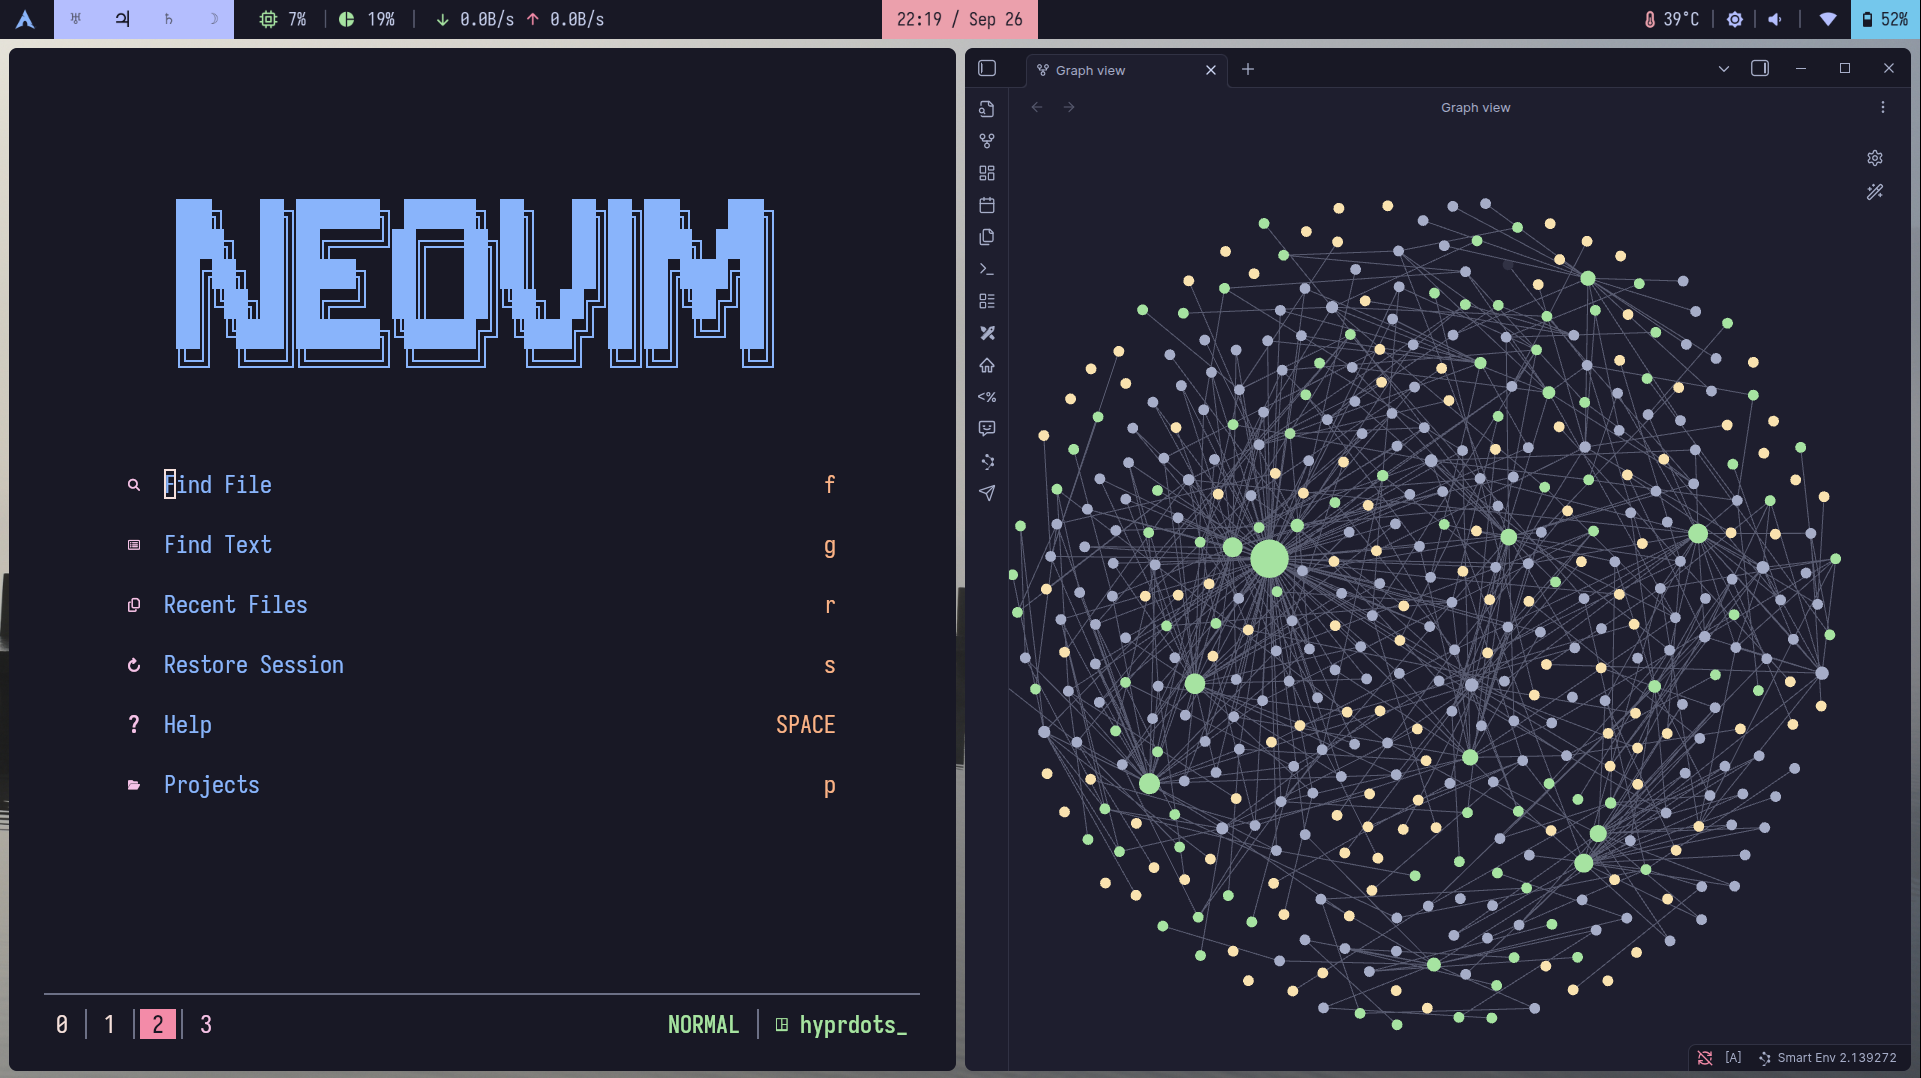 ♅ ♃ ♄ ☽ 7% 19% 0.0B/s 0.0B/s 22:19 / Sep 26 39°C 52%
NEOVIM
Find File f
Find Text g
Recent Files r
Restore Session s
Help SPACE
Projects p
0 1 2 3 NORMAL hyprdots_
Graph view
Graph view
<%
[A] Smart Env 2.139272